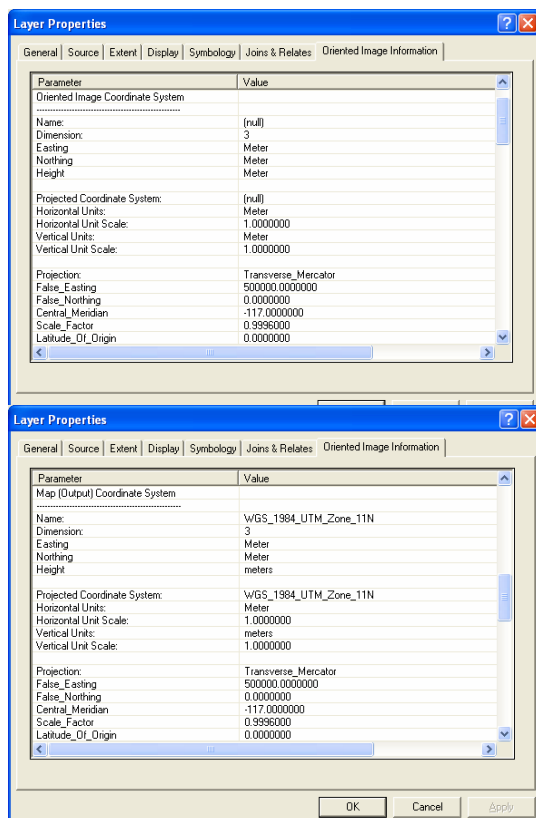 Layer Properties
General Source Extent Display Symbology Joins & Relates Oriented Image Information
Parameter Value
Oriented Image Coordinate System
----------------------------------------------------
Name: (null)
Dimension: 3
Easting Meter
Northing Meter
Height Meter
Projected Coordinate System: (null)
Horizontal Units: Meter
Horizontal Unit Scale: 1.0000000
Vertical Units: Meter
Vertical Unit Scale: 1.0000000
Projection: Transverse_Mercator
False_Easting 500000.0000000
False_Northing 0.0000000
Central_Meridian -117.0000000
Scale_Factor 0.9996000
Latitude_Of_Origin 0.0000000
Layer Properties
General Source Extent Display Symbology Joins & Relates Oriented Image Information
Parameter Value
Map (Output) Coordinate System
----------------------------------------------------
Name: WGS_1984_UTM_Zone_11N
Dimension: 3
Easting Meter
Northing Meter
Height meters
Projected Coordinate System: WGS_1984_UTM_Zone_11N
Horizontal Units: Meter
Horizontal Unit Scale: 1.0000000
Vertical Units: meters
Vertical Unit Scale: 1.0000000
Projection: Transverse_Mercator
False_Easting 500000.0000000
False_Northing 0.0000000
Central_Meridian -117.0000000
Scale_Factor 0.9996000
Latitude_Of_Origin 0.0000000
OK Cancel Apply